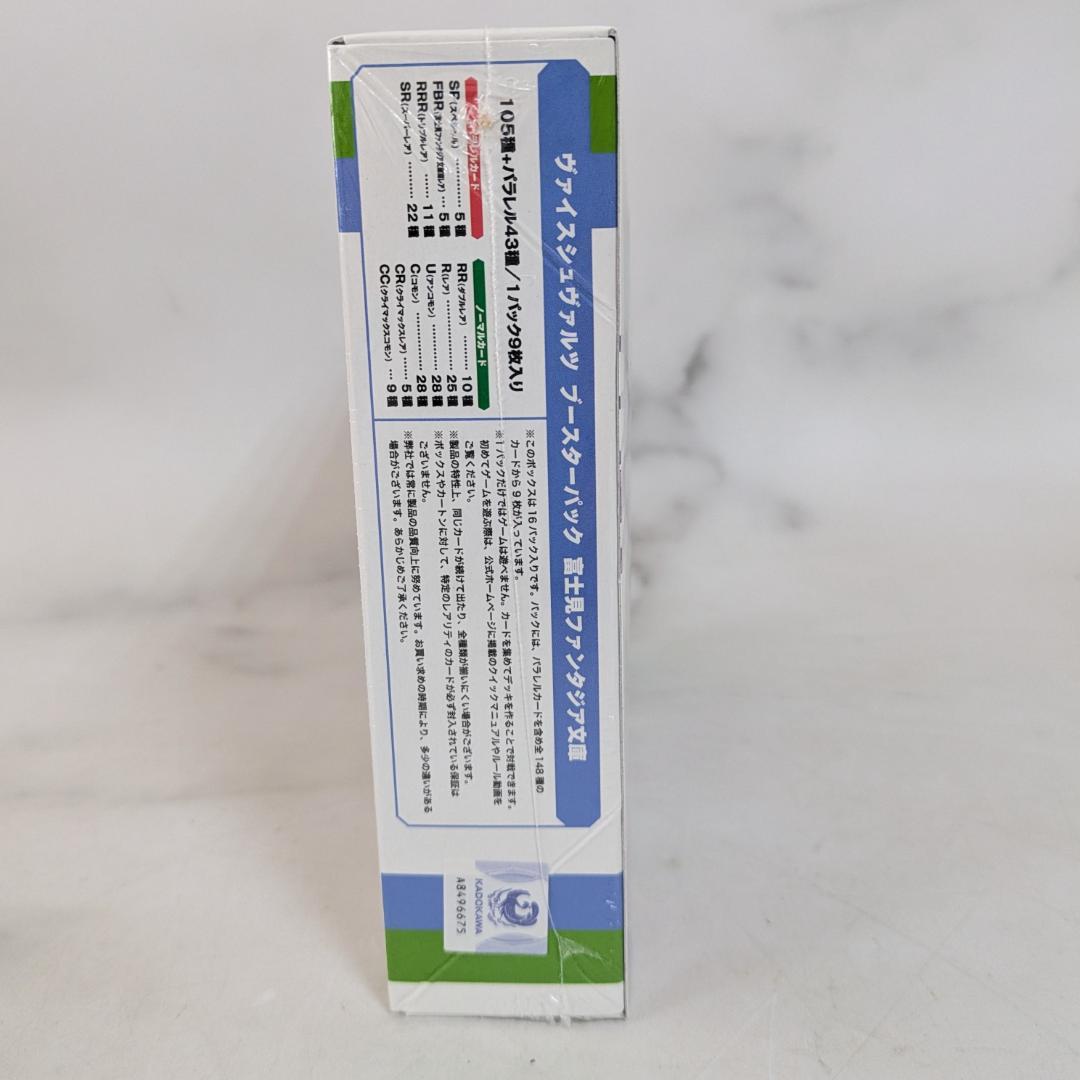 ヴァイスシュヴァルツ ブースターパック 富士見ファンタジア文庫
105種+パラレル43種/1パック9枚入り
パラレルカード
SP(スペシャル)………… 5種
FBR(富士見ファンタジア文庫レア)… 5種
RRR(トリプルレア)…… 11種
SR(スーパーレア)……… 22種
ノーマルカード
RR(ダブルレア)……… 10種
R(レア)……………… 25種
U(アンコモン)………… 28種
C(コモン)…………… 28種
CR(クライマックスレア)…… 5種
CC(クライマックスコモン)… 9種
※このボックスは16パック入りです。パックには、パラレルカードを含め全148種の
カードから9枚が入っています。
※1パックだけではゲームは遊べません。カードを集めてデッキを作ることで対戦できます。
初めてゲームを遊ぶ際は、公式ホームページに掲載のクイックマニュアルやルール動画を
ご覧ください。
※製品の特性上、同じカードが続けて出たり、全種類が揃いにくい場合がございます。
※ボックスやカートンに対して、特定のレアリティのカードが必ず封入されている保証は
ございません。
※弊社では常に製品の品質向上に努めています。お買い求めの時期により、多少の違いがある
場合がございます。あらかじめご了承ください。
KADOKAWA
A8496675